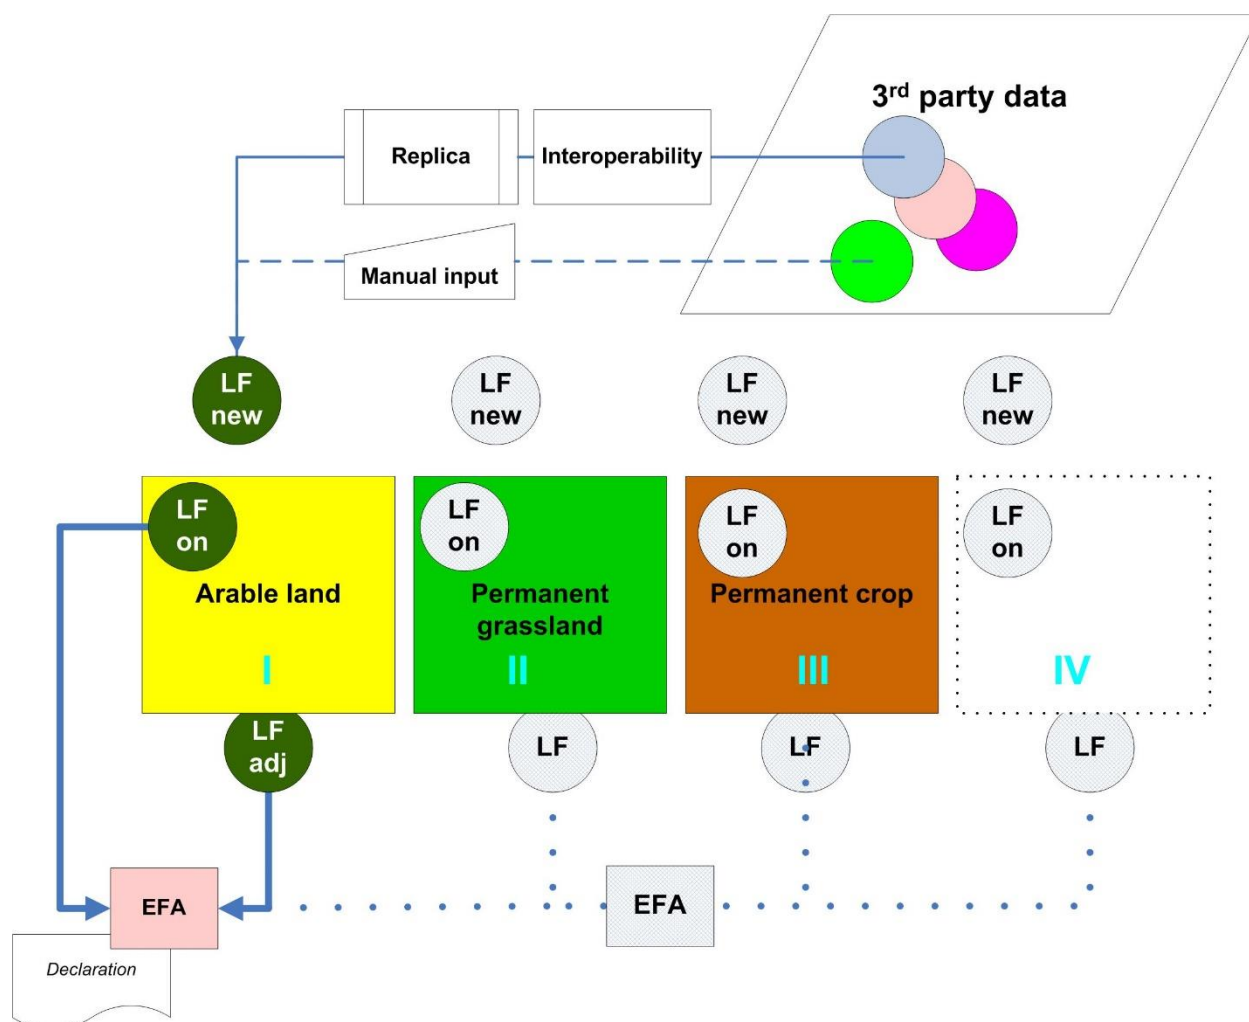 3rd party data
Replica
Interoperability
Manual input
LF
new
LF
new
LF
new
LF
new
LF
on
LF
on
LF
on
LF
on
Arable land
Permanent
grassland
Permanent crop
I
II
III
IV
LF
adj
LF
LF
LF
EFA
EFA
Declaration